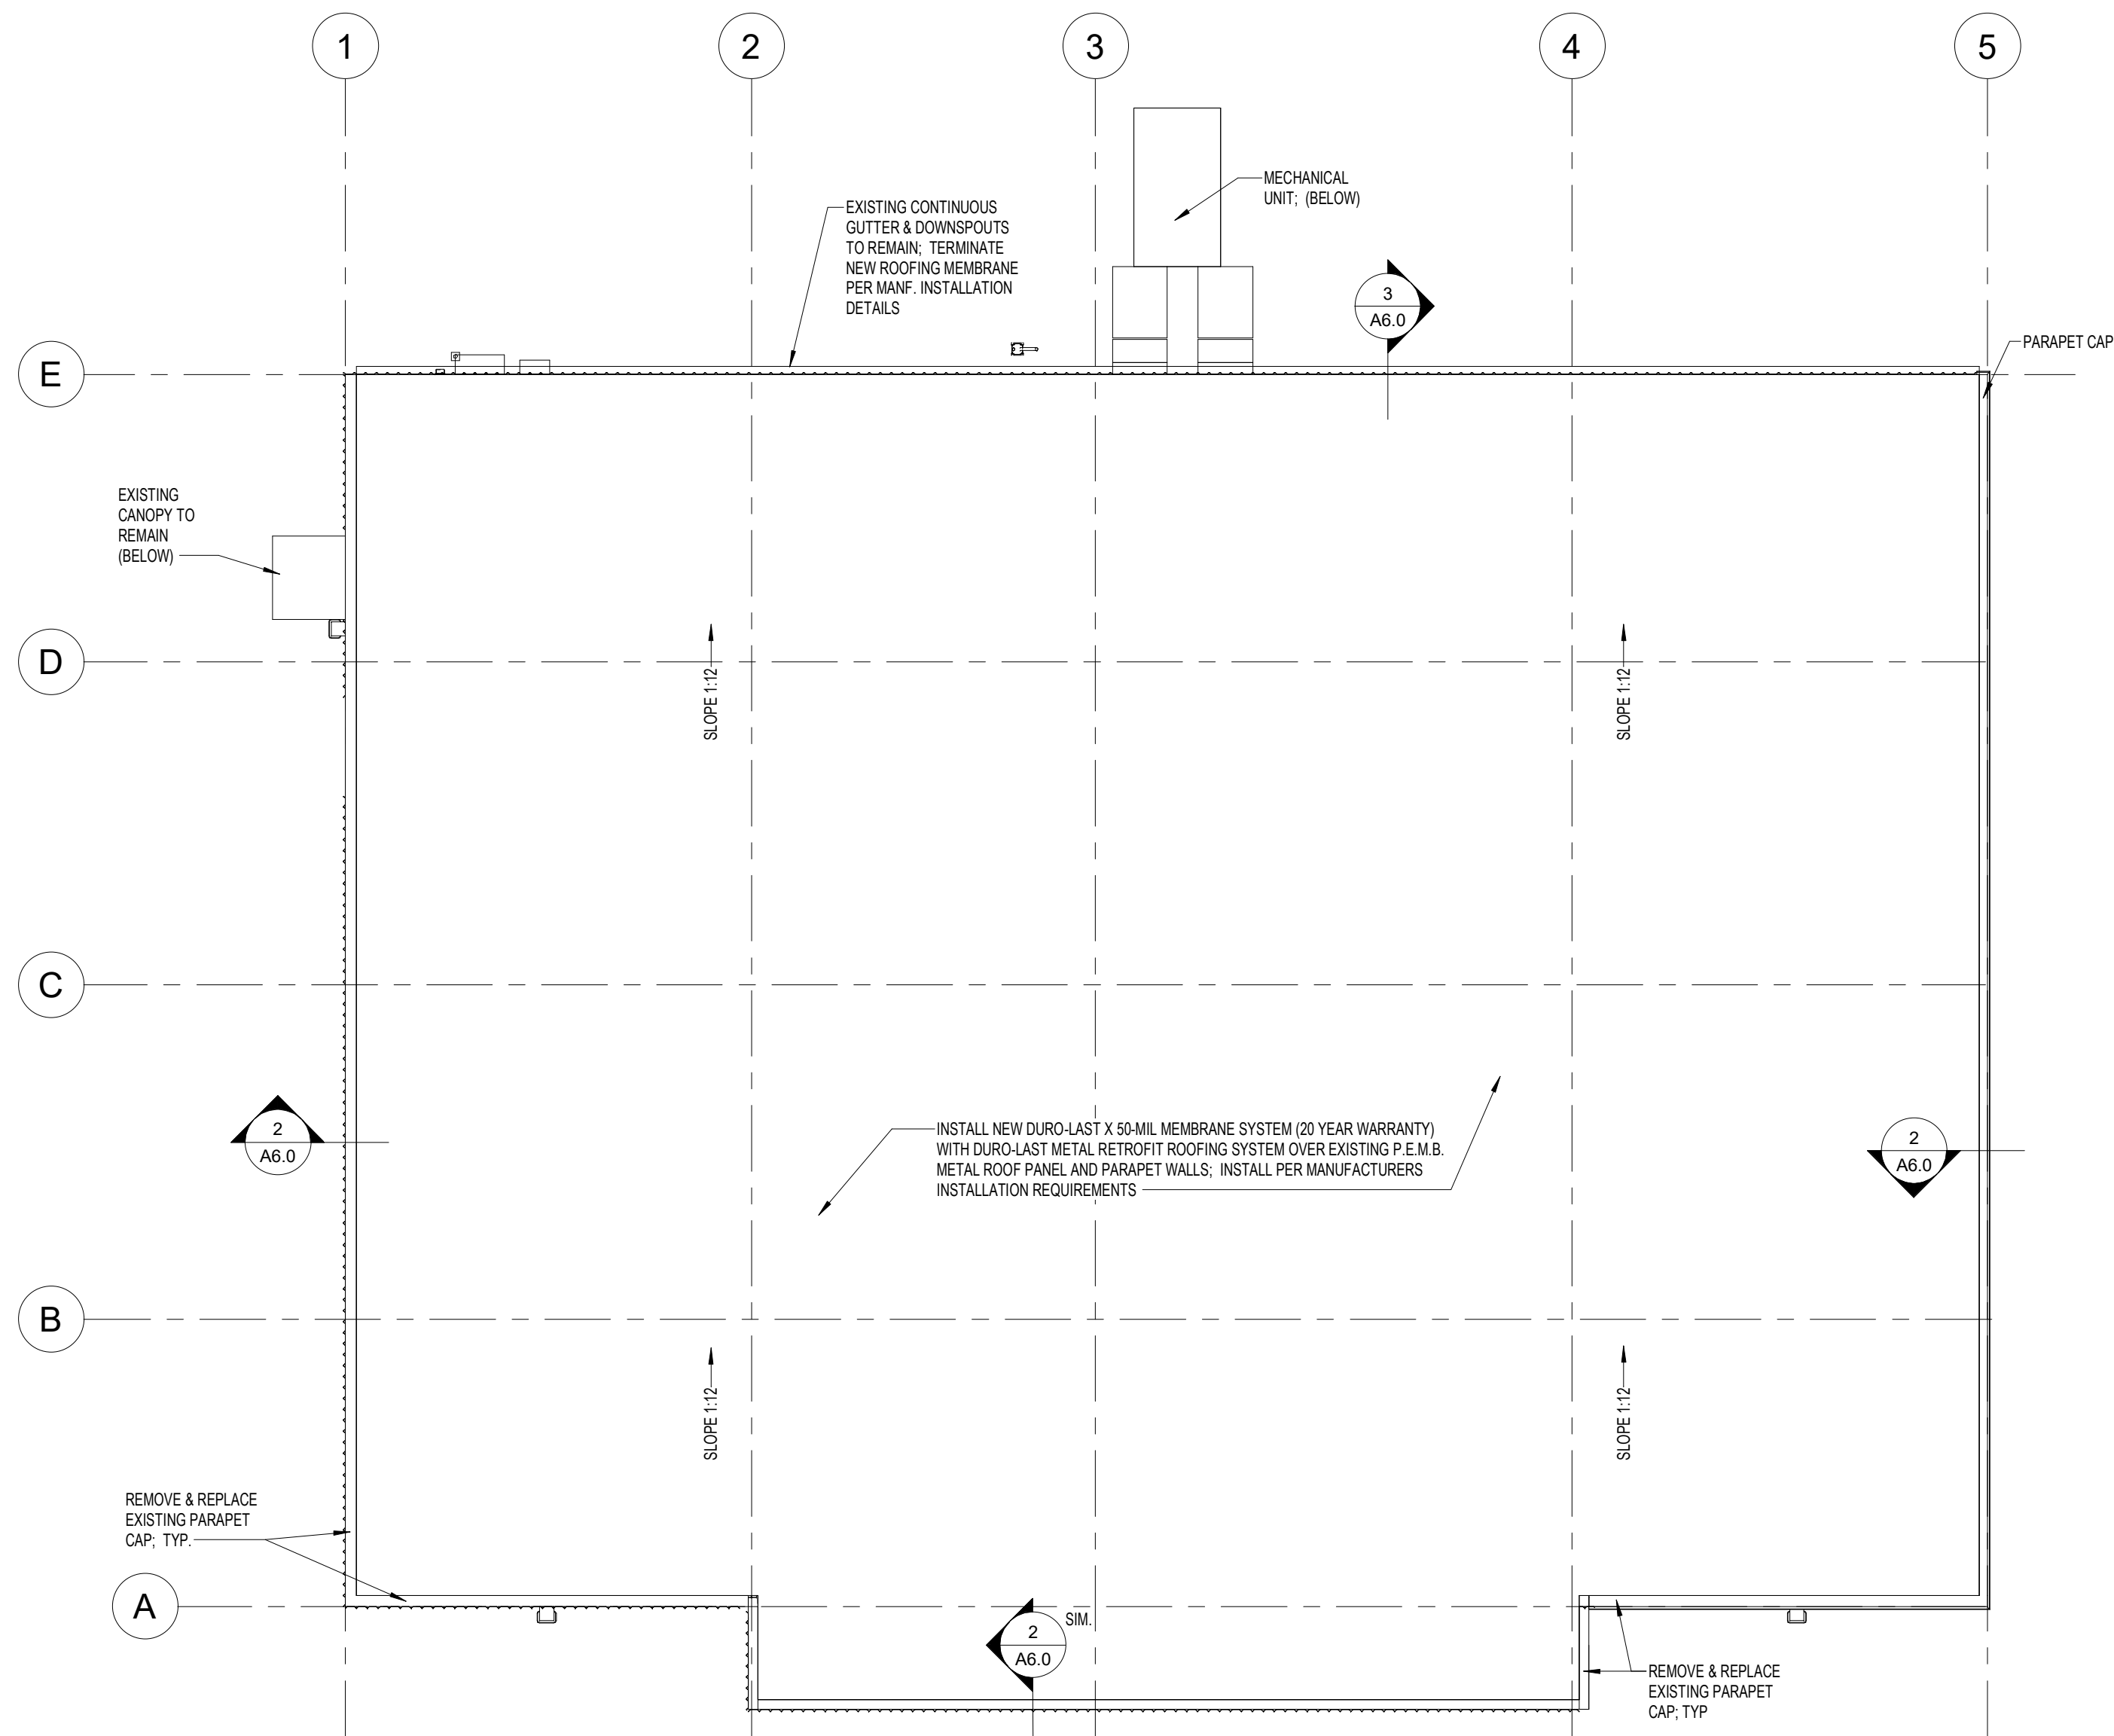 1
2
3
4
5
MECHANICAL
UNIT; (BELOW)
EXISTING CONTINUOUS
GUTTER & DOWNSPOUTS
TO REMAIN; TERMINATE
NEW ROOFING MEMBRANE
PER MANF. INSTALLATION
DETAILS
3
A6.0
PARAPET CAP
E
EXISTING
CANOPY TO
REMAIN
(BELOW)
D
SLOPE 1:12
SLOPE 1:12
C
2
A6.0
INSTALL NEW DURO-LAST X 50-MIL MEMBRANE SYSTEM (20 YEAR WARRANTY)
WITH DURO-LAST METAL RETROFIT ROOFING SYSTEM OVER EXISTING P.E.M.B.
METAL ROOF PANEL AND PARAPET WALLS; INSTALL PER MANUFACTURERS
INSTALLATION REQUIREMENTS
2
A6.0
B
SLOPE 1:12
SLOPE 1:12
REMOVE & REPLACE
EXISTING PARAPET
CAP; TYP.
A
2
A6.0
SIM.
REMOVE & REPLACE
EXISTING PARAPET
CAP; TYP